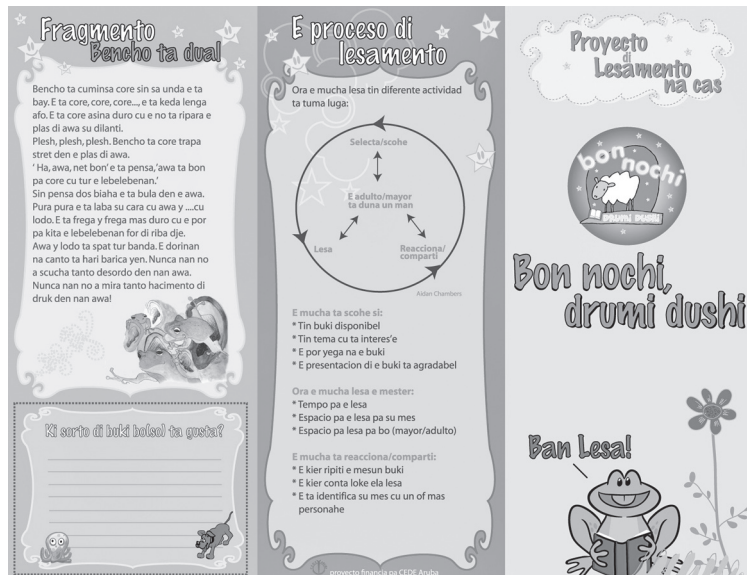 Fragmento
Bencho ta dual
Bencho ta cuminsa core sin sa unda e ta
bay. E ta core, core, core..., e ta keda lenga
afo. E ta core asina duro cu e no ta ripara e
plas di awa su dilanti.
Plesh, plesh, plesh. Bencho ta core trapa
stret den e plas di awa.
‘ Ha, awa, net bon’ e ta pensa, ‘awa ta bon
pa core cu tur e lebelebenan.’
Sin pensa dos biaha e ta bula den e awa.
Pura pura e ta laba su cara cu awa y ....cu
lodo. E ta frega y frega mas duro cu e por
pa kita e lebelebenan for di riba dje.
Awa y lodo ta spat tur banda. E dorinan
na canto ta hari barica yen. Nunca nan no
a scucha tanto desordo den nan awa.
Nunca nan no a mira tanto hacimento di
druk den nan awa!
Ki sorto di buki bo(so) ta gusta?
E proceso di
lesamento
Ora e mucha lesa tin diferente actividad
ta tuma luga:
Selecta/scohe
E adulto/mayor
ta duna un man
Lesa
Reacciona/
comparti
Aidan Chambers
E mucha ta scohe si:
* Tin buki disponibel
* Tin tema cu ta interes’e
* E por yega na e buki
* E presentacion di e buki ta agradabel
Ora e mucha lesa e mester:
* Tempo pa e lesa
* Espacio pa e lesa pa su mes
* Espacio pa lesa pa bo (mayor/adulto)
E mucha ta reacciona/comparti:
* E kier ripiti e mesun buki
* E kier conta loke ela lesa
* E ta identifica su mes cu un of mas
personahe
proyecto financia pa CEDE Aruba
Proyecto
di
Lesamento
na cas
bon nochi
DRUMI DUSHI
Bon nochi,
drumi dushi
Ban Lesa!